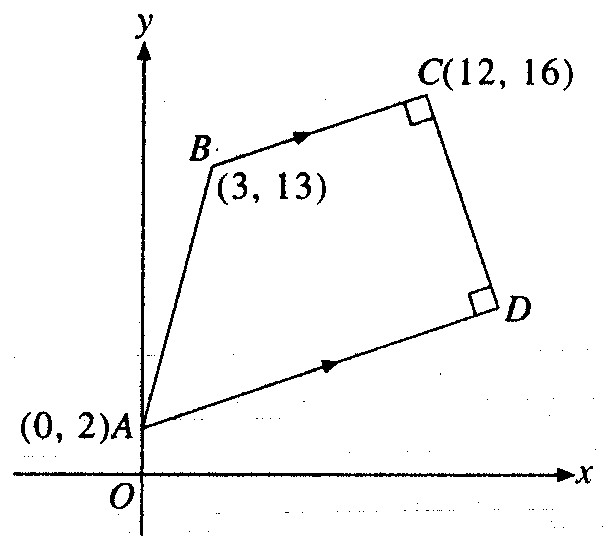 y
C(12, 16)
B
(3, 13)
D
(0, 2)A
x
O